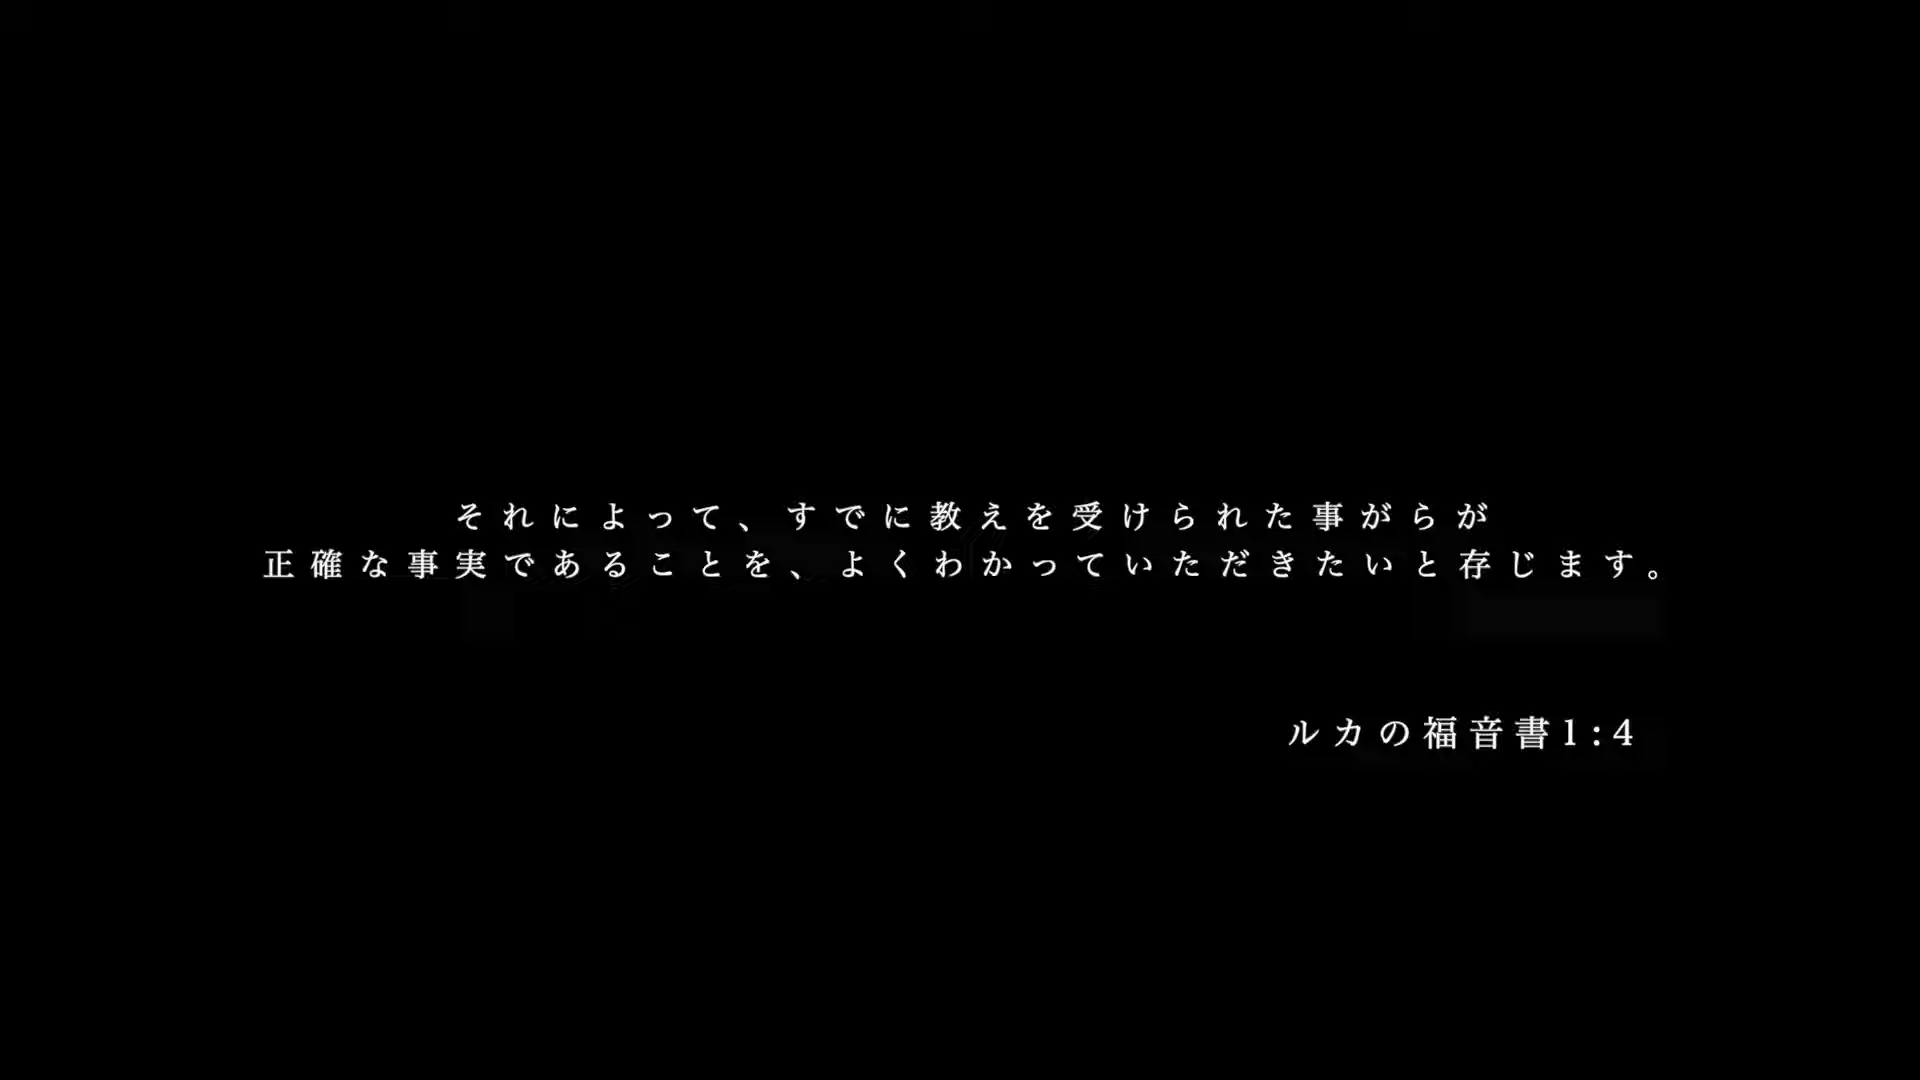 それによって、すでに教えを受けられた事がらが
正確な事実であることを、よくわかっていただきたいと存じます。
ルカの福音書1:4